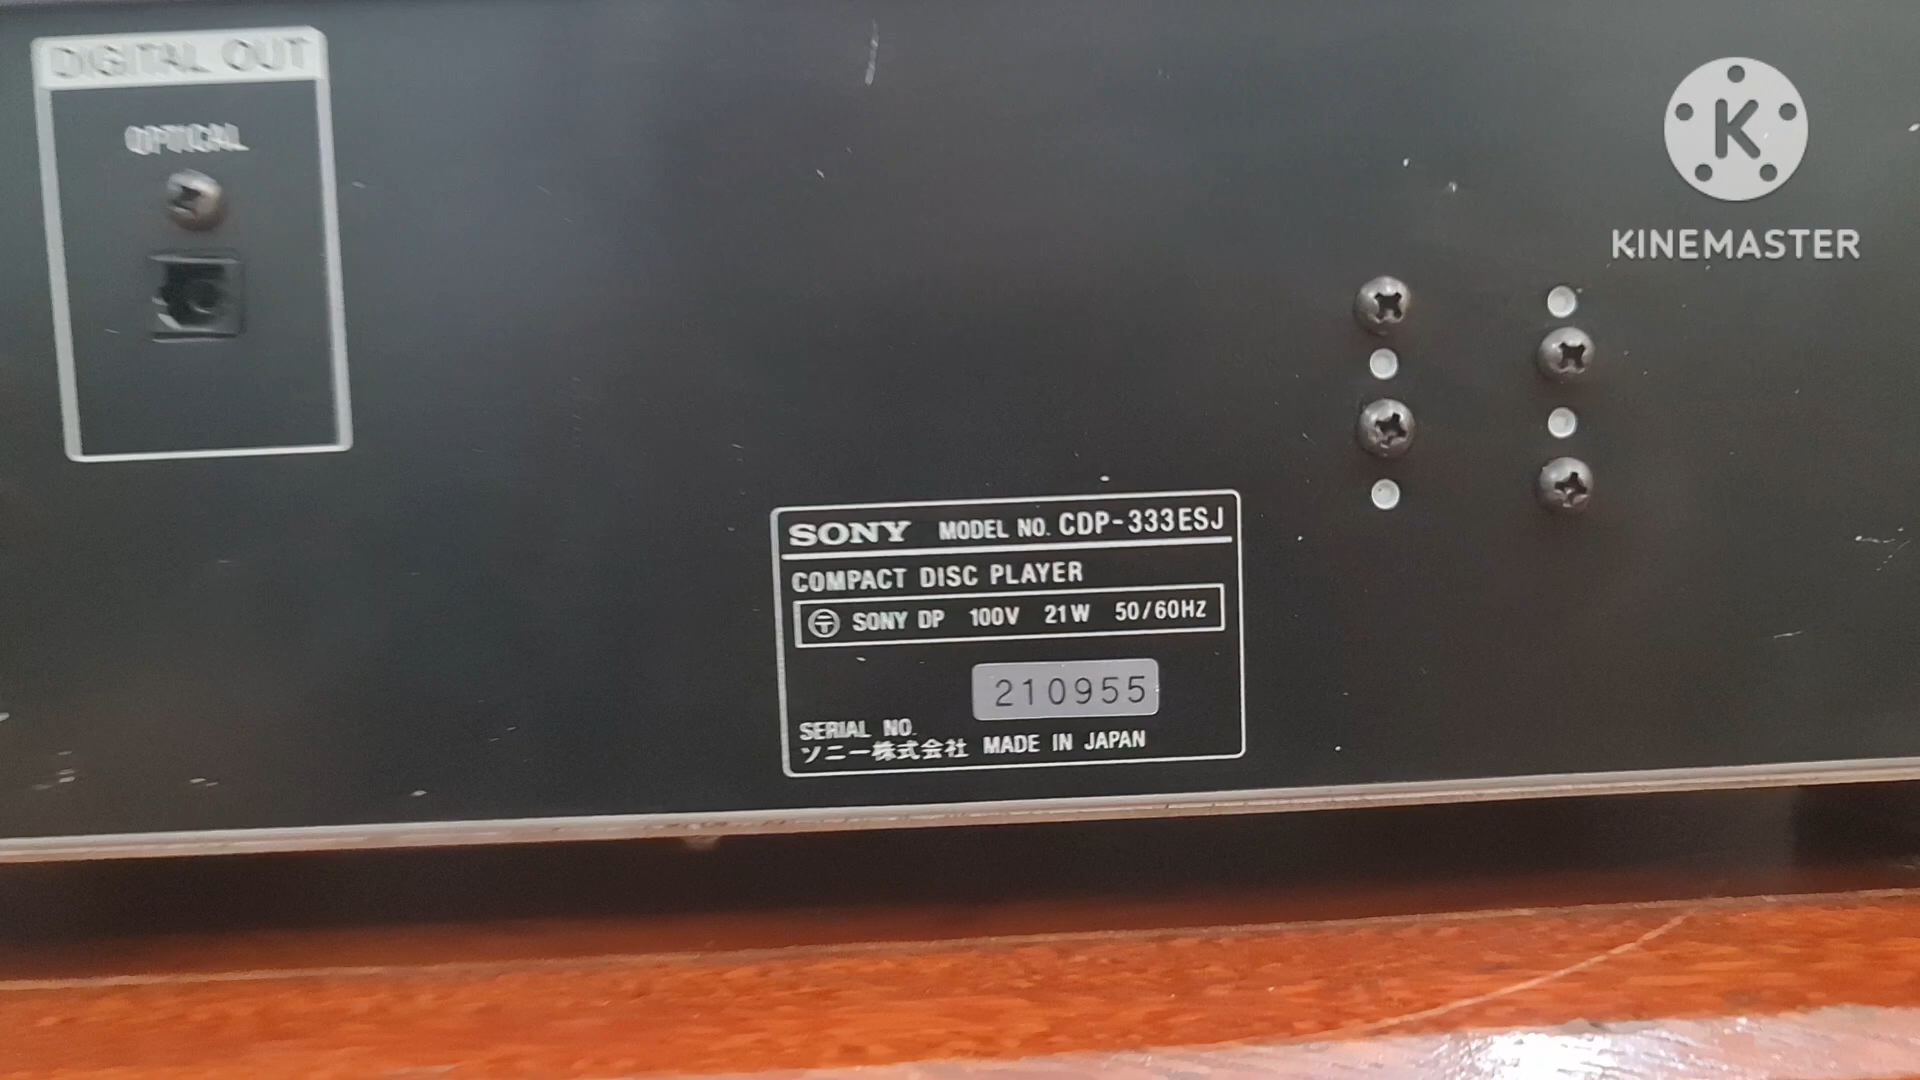 DIGITAL OUT
OPTICAL
K
KINEMASTER
SONY MODEL NO. CDP-333ESJ
COMPACT DISC PLAYER
SONY DP 100V 21W 50/60HZ
210955
SERIAL NO.
ソニー株式会社 MADE IN JAPAN